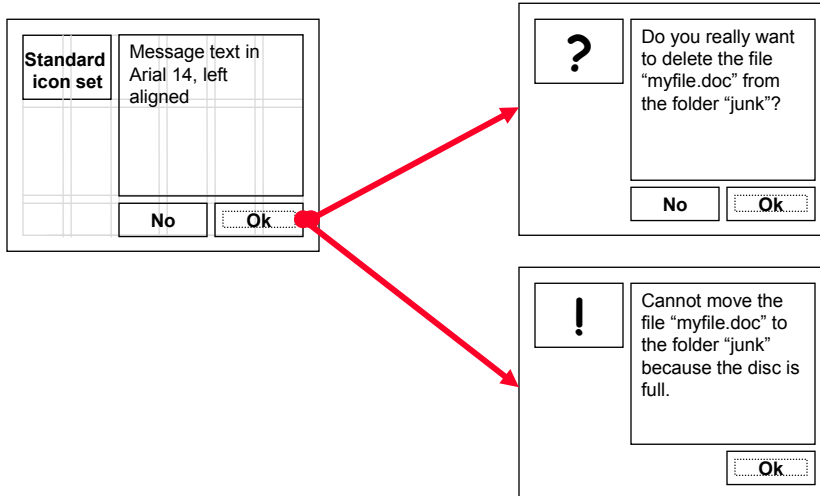 Standard
icon set
Message text in
Arial 14, left
aligned
No
Ok
?
Do you really want
to delete the file
“myfile.doc” from
the folder “junk”?
No
Ok
!
Cannot move the
file “myfile.doc” to
the folder “junk”
because the disc is
full.
Ok